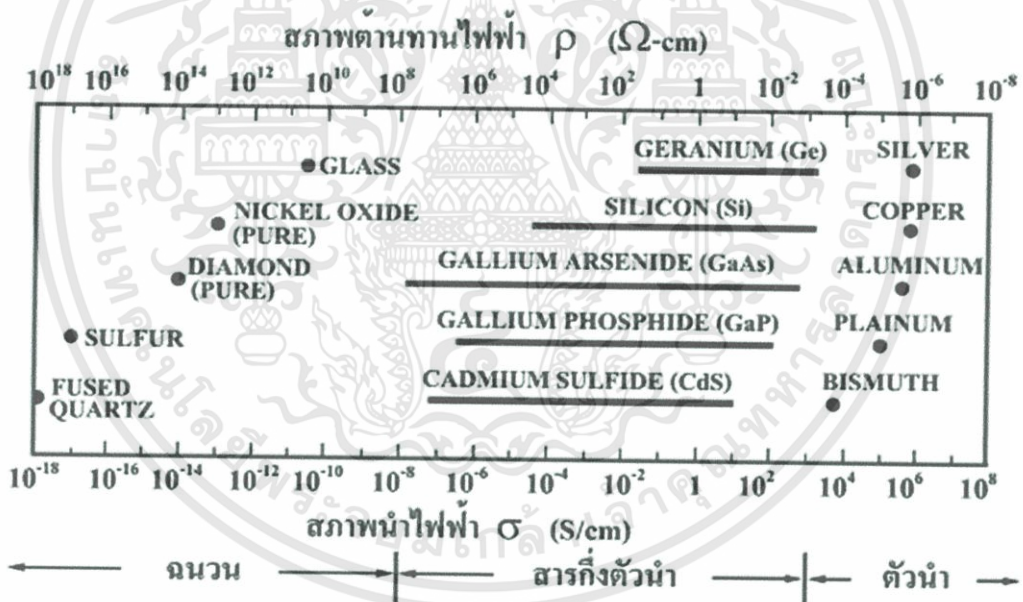 สภาพต้านทานไฟฟ้า ρ (Ω-cm)
10¹⁸ 10¹⁶ 10¹⁴ 10¹² 10¹⁰ 10⁸ 10⁶ 10⁴ 10² 1 10⁻² 10⁻⁴ 10⁻⁶ 10⁻⁸
GERANIUM (Ge)
SILVER
GLASS
SILICON (Si)
COPPER
NICKEL OXIDE
(PURE)
GALLIUM ARSENIDE (GaAs)
ALUMINUM
DIAMOND
(PURE)
GALLIUM PHOSPHIDE (GaP)
PLAINUM
SULFUR
CADMIUM SULFIDE (CdS)
BISMUTH
FUSED
QUARTZ
10⁻¹⁸ 10⁻¹⁶ 10⁻¹⁴ 10⁻¹² 10⁻¹⁰ 10⁻⁸ 10⁻⁶ 10⁻⁴ 10⁻² 1 10² 10⁴ 10⁶ 10⁸
สภาพนำไฟฟ้า σ (S/cm)
ฉนวน สารกึ่งตัวนำ ตัวนำ